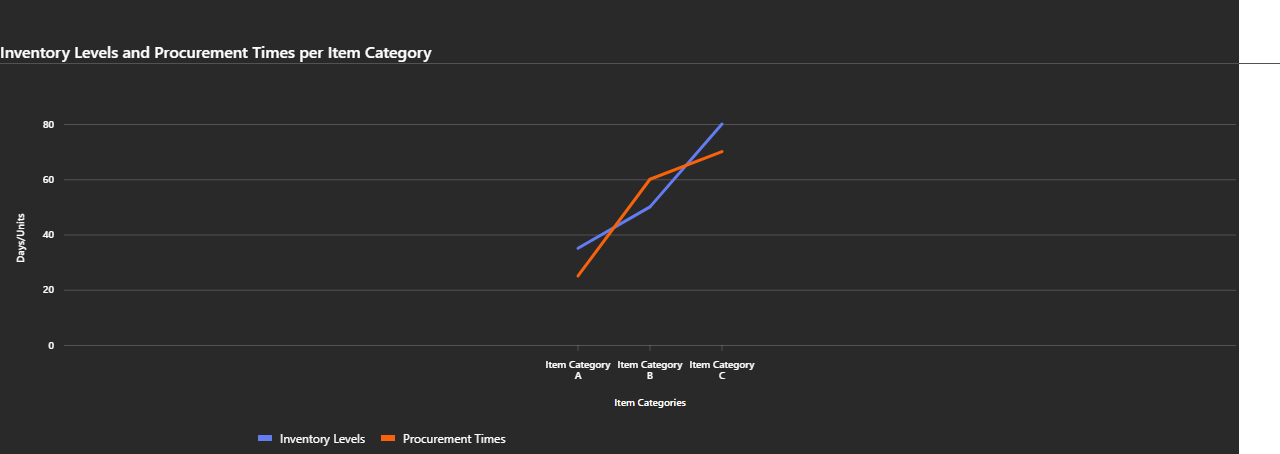 Inventory Levels and Procurement Times per Item Category
80
60
40
20
0
Days/Units
Item Category A
Item Category B
Item Category C
Item Categories
Inventory Levels
Procurement Times